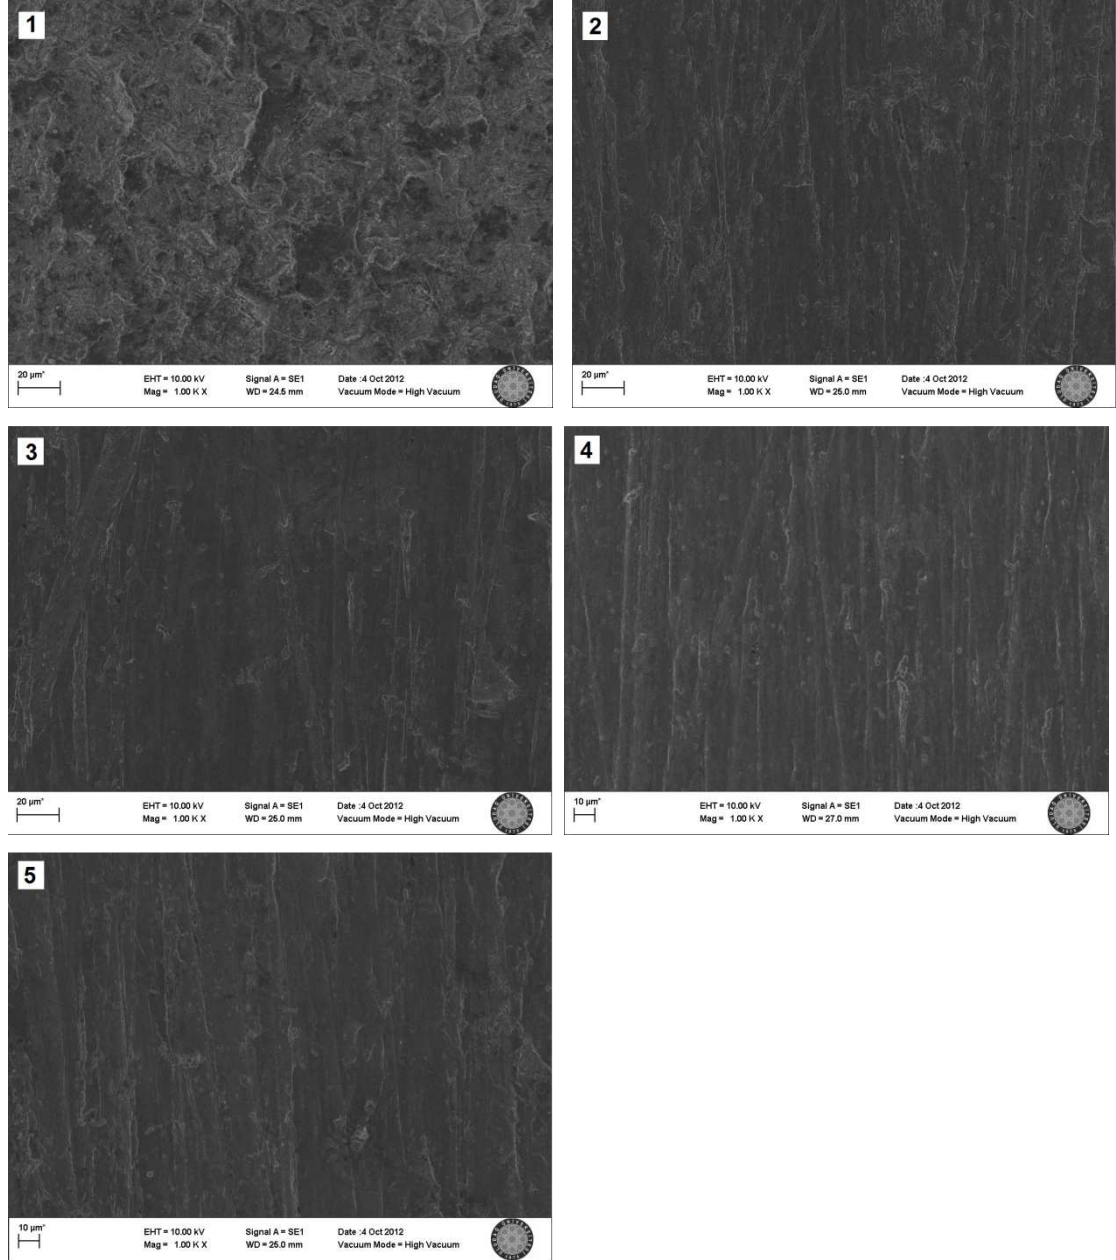 1
20 µm*
EHT = 10.00 kV Signal A = SE1 Date :4 Oct 2012
Mag = 1.00 K X WD = 24.5 mm Vacuum Mode = High Vacuum
2
20 µm*
EHT = 10.00 kV Signal A = SE1 Date :4 Oct 2012
Mag = 1.00 K X WD = 25.0 mm Vacuum Mode = High Vacuum
3
20 µm*
EHT = 10.00 kV Signal A = SE1 Date :4 Oct 2012
Mag = 1.00 K X WD = 25.0 mm Vacuum Mode = High Vacuum
4
10 µm*
EHT = 10.00 kV Signal A = SE1 Date :4 Oct 2012
Mag = 1.00 K X WD = 27.0 mm Vacuum Mode = High Vacuum
5
10 µm*
EHT = 10.00 kV Signal A = SE1 Date :4 Oct 2012
Mag = 1.00 K X WD = 25.0 mm Vacuum Mode = High Vacuum